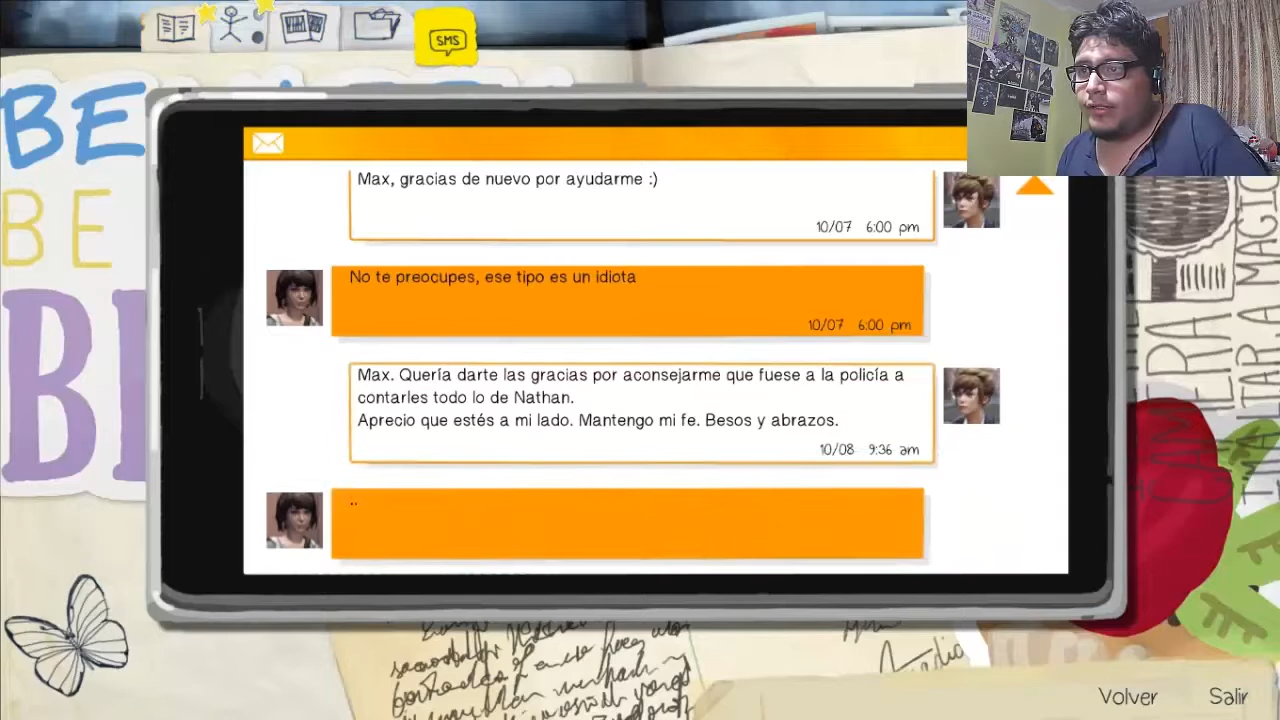 SMS
BE
BE
Max, gracias de nuevo por ayudarme :)
10/07 6:00 pm
No te preocupes, ese tipo es un idiota
10/07 6:00 pm
Max. Quería darte las gracias por aconsejarme que fuese a la policía a
contarles todo lo de Nathan.
Aprecio que estés a mi lado. Mantengo mi fe. Besos y abrazos.
10/08 9:36 am
..
Volver
Salir